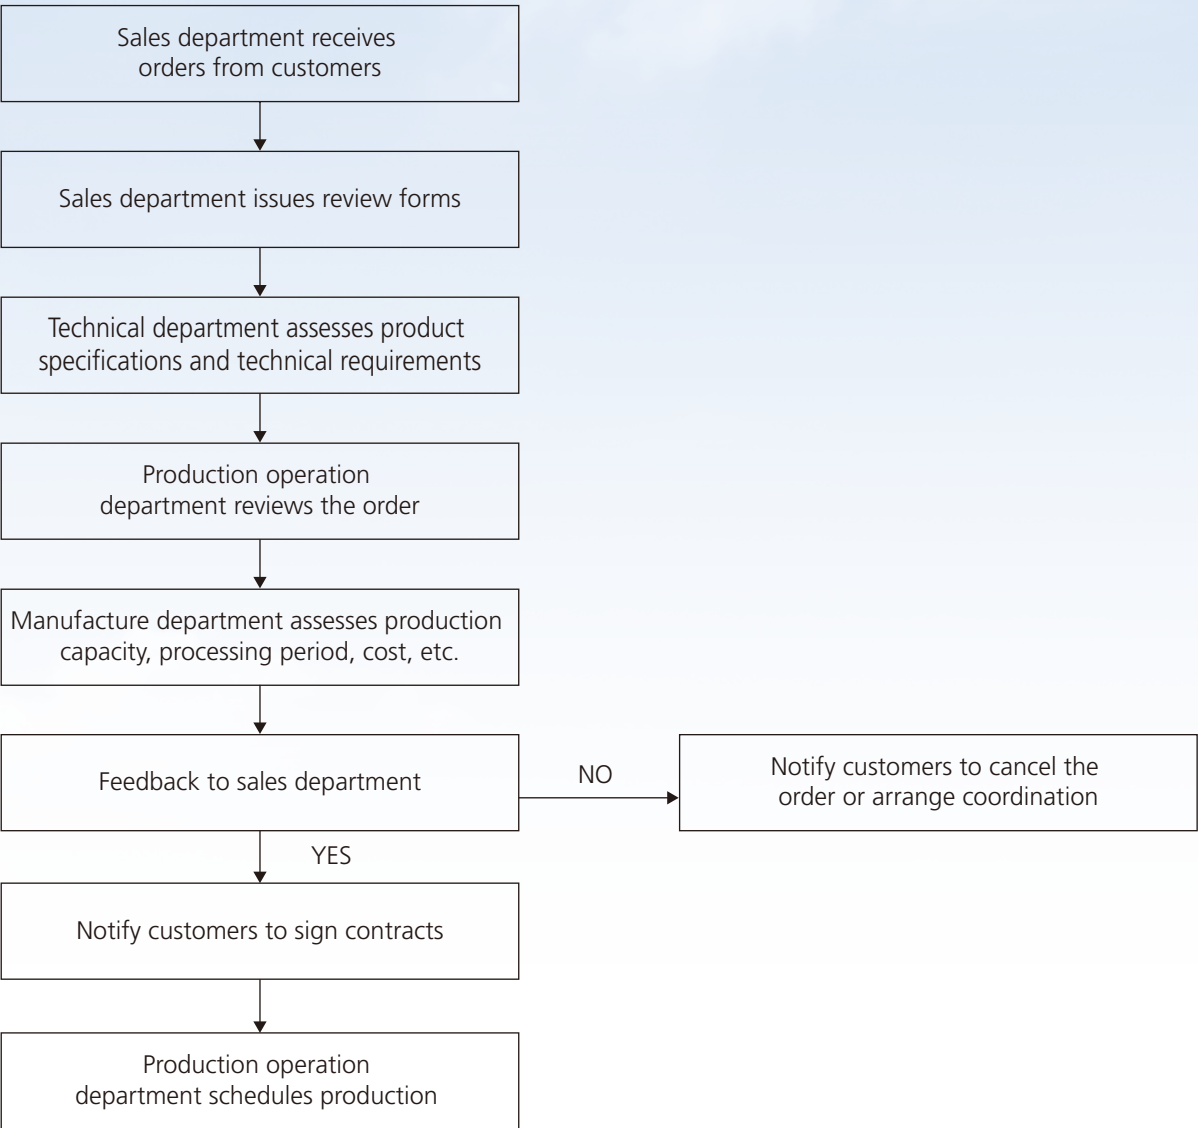 Sales department receives
orders from customers
Sales department issues review forms
Technical department assesses product
specifications and technical requirements
Production operation
department reviews the order
Manufacture department assesses production
capacity, processing period, cost, etc.
Feedback to sales department
NO
Notify customers to cancel the
order or arrange coordination
YES
Notify customers to sign contracts
Production operation
department schedules production